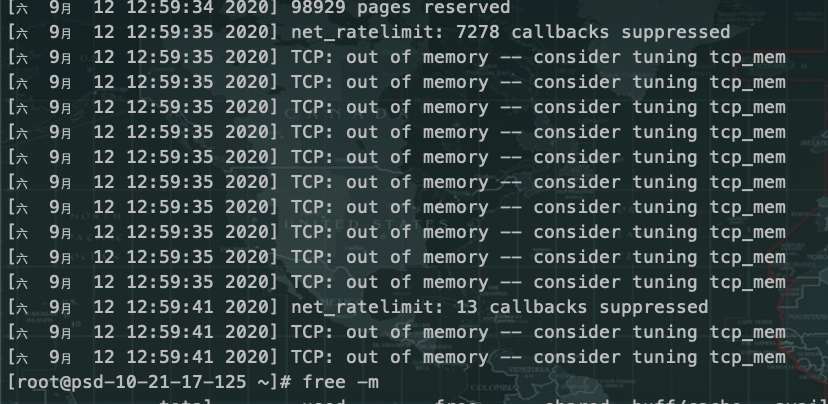 [六 9月 12 12:59:34 2020] 98929 pages reserved
[六 9月 12 12:59:35 2020] net_ratelimit: 7278 callbacks suppressed
[六 9月 12 12:59:35 2020] TCP: out of memory -- consider tuning tcp_mem
[六 9月 12 12:59:35 2020] TCP: out of memory -- consider tuning tcp_mem
[六 9月 12 12:59:35 2020] TCP: out of memory -- consider tuning tcp_mem
[六 9月 12 12:59:35 2020] TCP: out of memory -- consider tuning tcp_mem
[六 9月 12 12:59:35 2020] TCP: out of memory -- consider tuning tcp_mem
[六 9月 12 12:59:35 2020] TCP: out of memory -- consider tuning tcp_mem
[六 9月 12 12:59:35 2020] TCP: out of memory -- consider tuning tcp_mem
[六 9月 12 12:59:35 2020] TCP: out of memory -- consider tuning tcp_mem
[六 9月 12 12:59:35 2020] TCP: out of memory -- consider tuning tcp_mem
[六 9月 12 12:59:35 2020] TCP: out of memory -- consider tuning tcp_mem
[六 9月 12 12:59:41 2020] net_ratelimit: 13 callbacks suppressed
[六 9月 12 12:59:41 2020] TCP: out of memory -- consider tuning tcp_mem
[六 9月 12 12:59:41 2020] TCP: out of memory -- consider tuning tcp_mem
[root@psd-10-21-17-125 ~]# free -m
total used free shared buff/cache